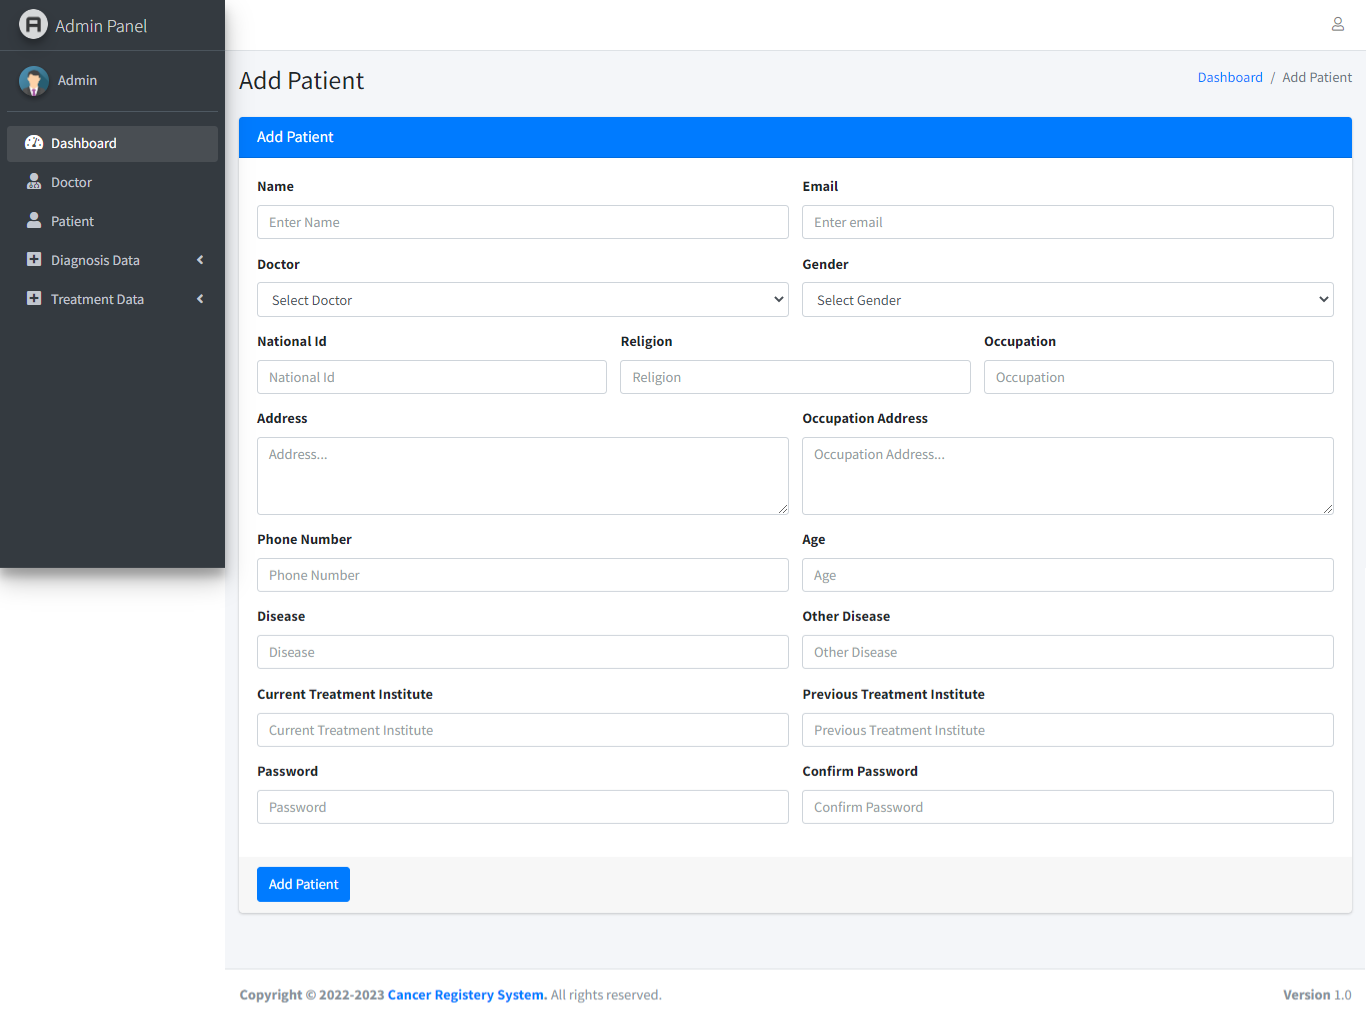 Admin Panel
Admin
Dashboard
Doctor
Patient
Diagnosis Data
Treatment Data
Add Patient
Dashboard / Add Patient
Add Patient
Name
Email
Enter Name
Enter email
Doctor
Gender
Select Doctor
Select Gender
National Id
Religion
Occupation
National Id
Religion
Occupation
Address
Occupation Address
Address...
Occupation Address...
Phone Number
Age
Phone Number
Age
Disease
Other Disease
Disease
Other Disease
Current Treatment Institute
Previous Treatment Institute
Current Treatment Institute
Previous Treatment Institute
Password
Confirm Password
Password
Confirm Password
Add Patient
Copyright © 2022-2023 Cancer Registery System. All rights reserved.
Version 1.0